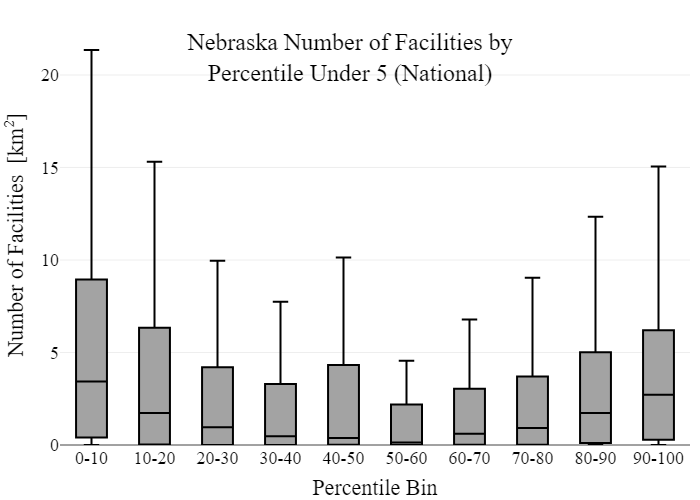 Nebraska Number of Facilities by
Percentile Under 5 (National)
Number of Facilities [km²]
20
15
10
5
0
0-10 10-20 20-30 30-40 40-50 50-60 60-70 70-80 80-90 90-100
Percentile Bin